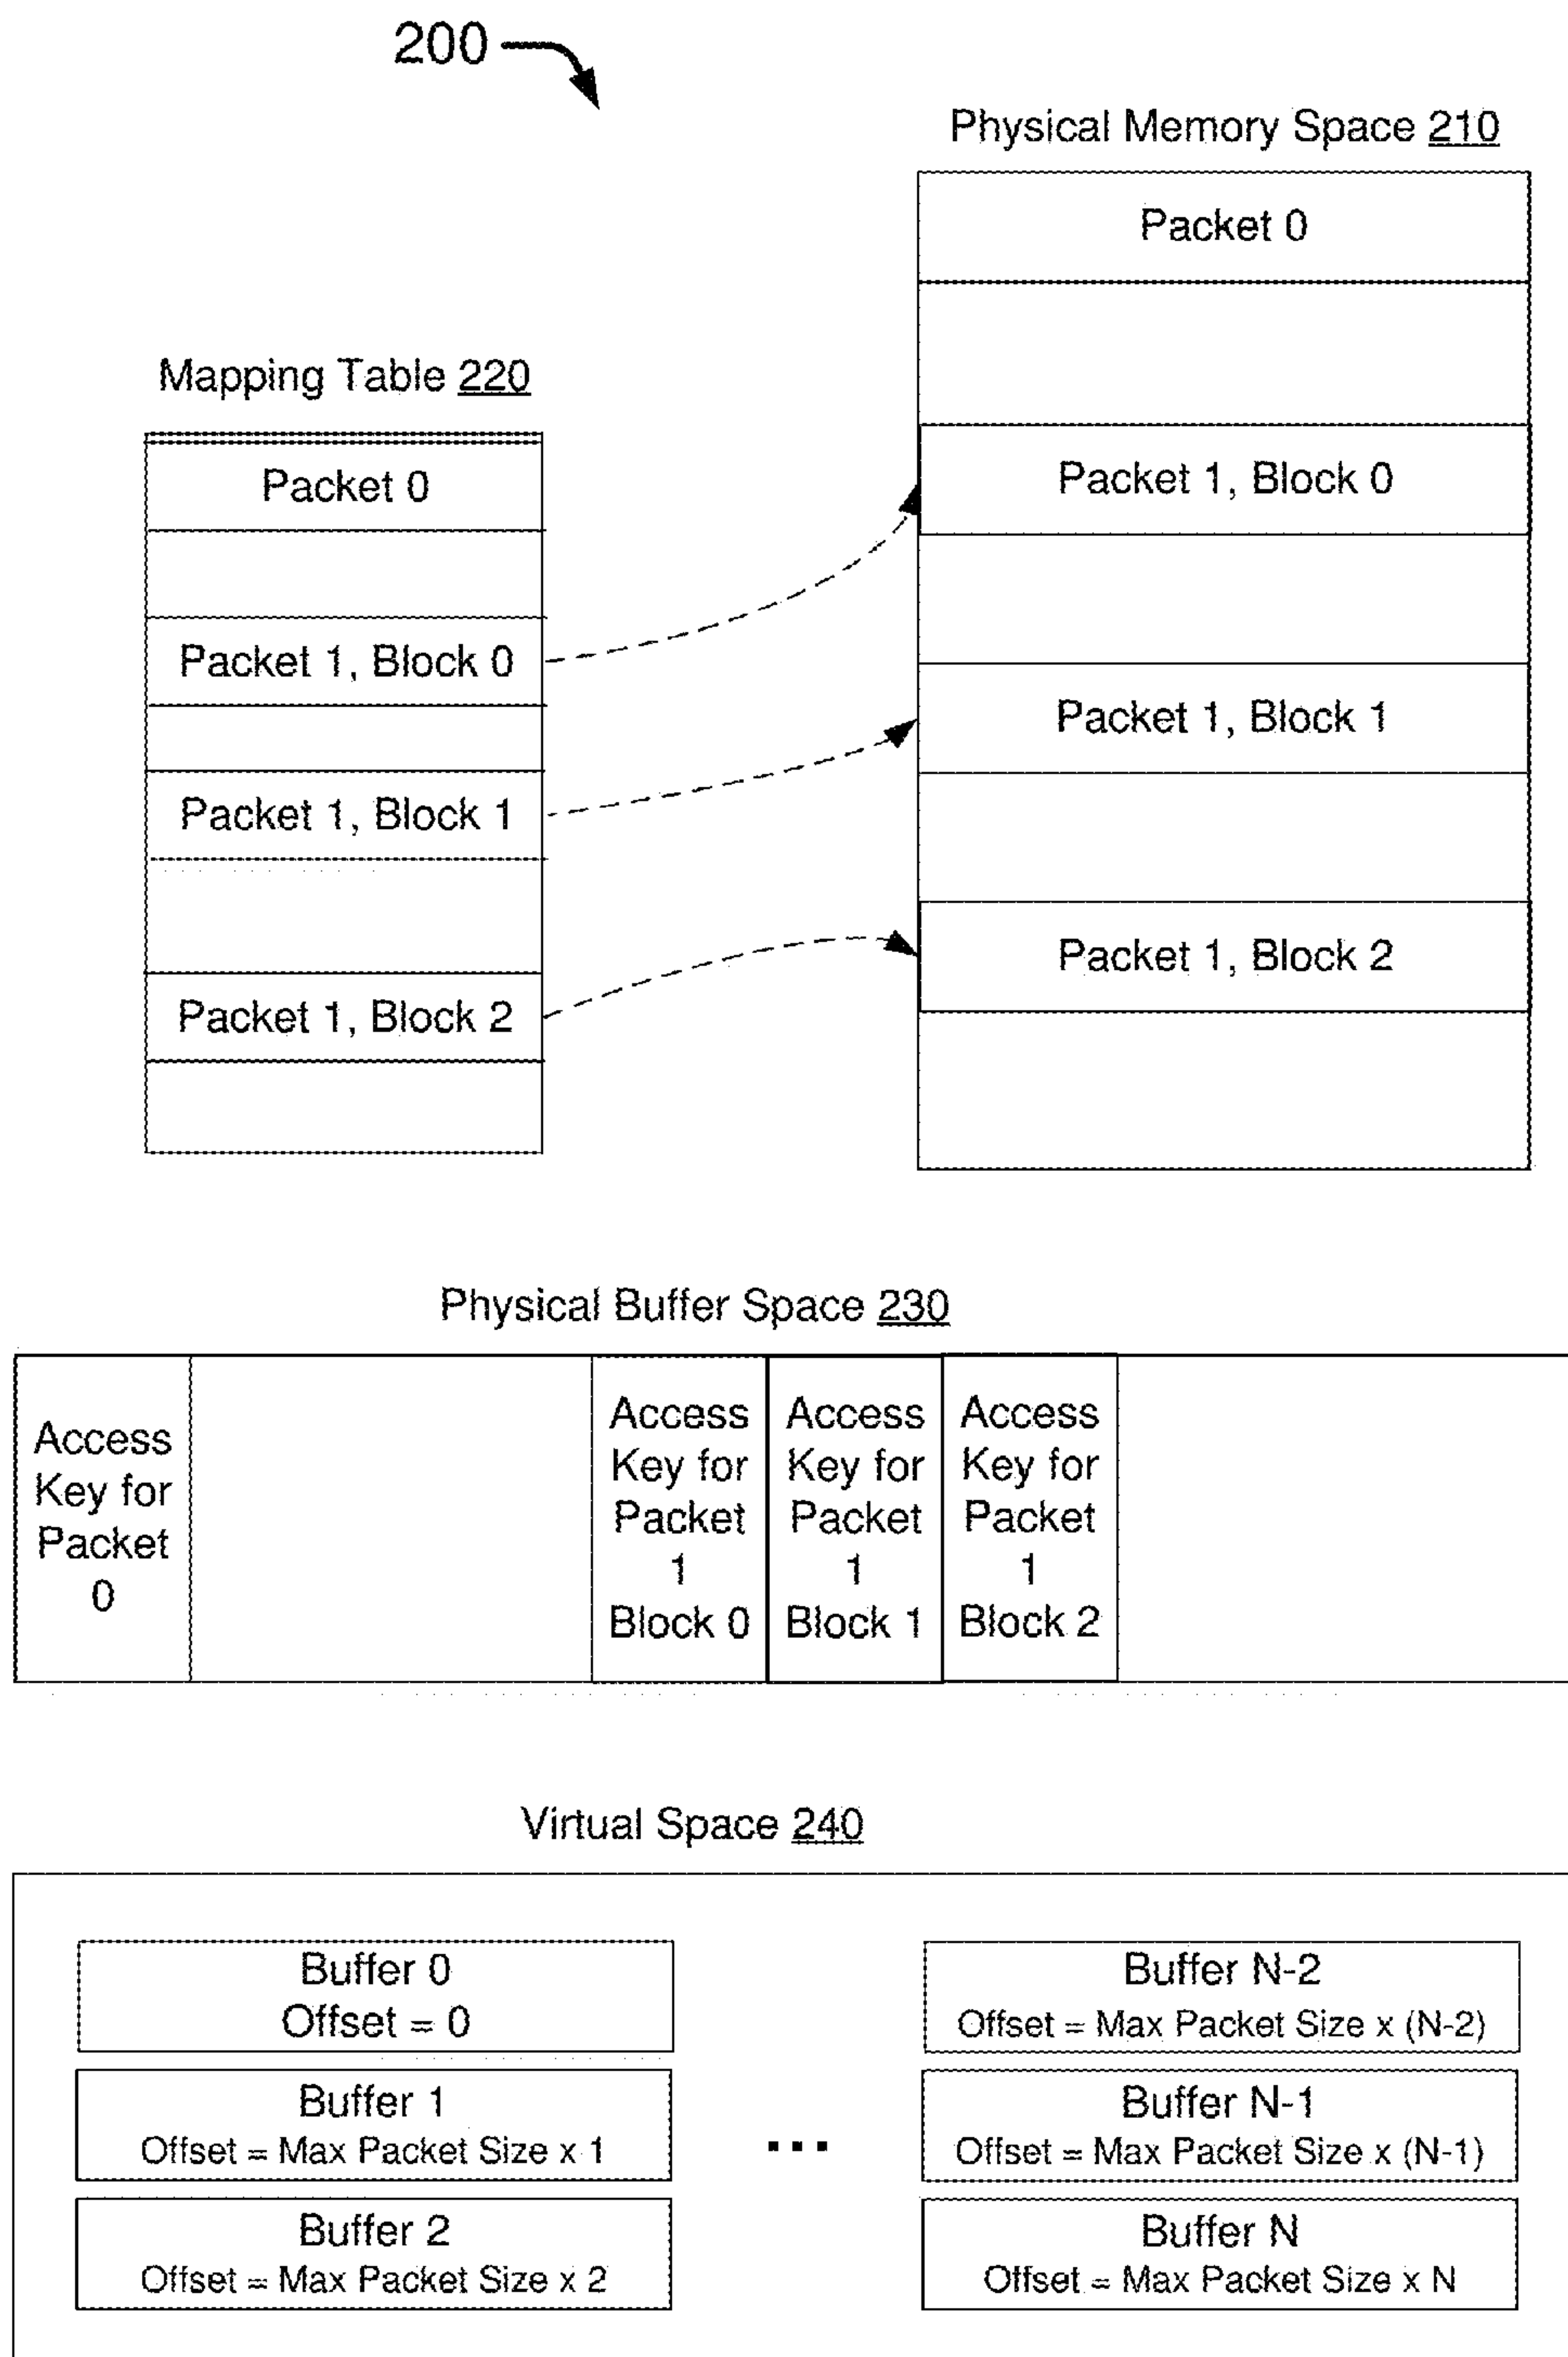 200
Physical Memory Space 210
Packet 0
Packet 1, Block 0
Packet 1, Block 1
Packet 1, Block 2
Mapping Table 220
Packet 0
Packet 1, Block 0
Packet 1, Block 1
Packet 1, Block 2
Physical Buffer Space 230
Access
Key for
Packet
0
Access
Key for
Packet
1
Block 0
Access
Key for
Packet
1
Block 1
Access
Key for
Packet
1
Block 2
Virtual Space 240
Buffer 0
Offset = 0
Buffer 1
Offset = Max Packet Size x 1
Buffer 2
Offset = Max Packet Size x 2
...
Buffer N-2
Offset = Max Packet Size x (N-2)
Buffer N-1
Offset = Max Packet Size x (N-1)
Buffer N
Offset = Max Packet Size x N